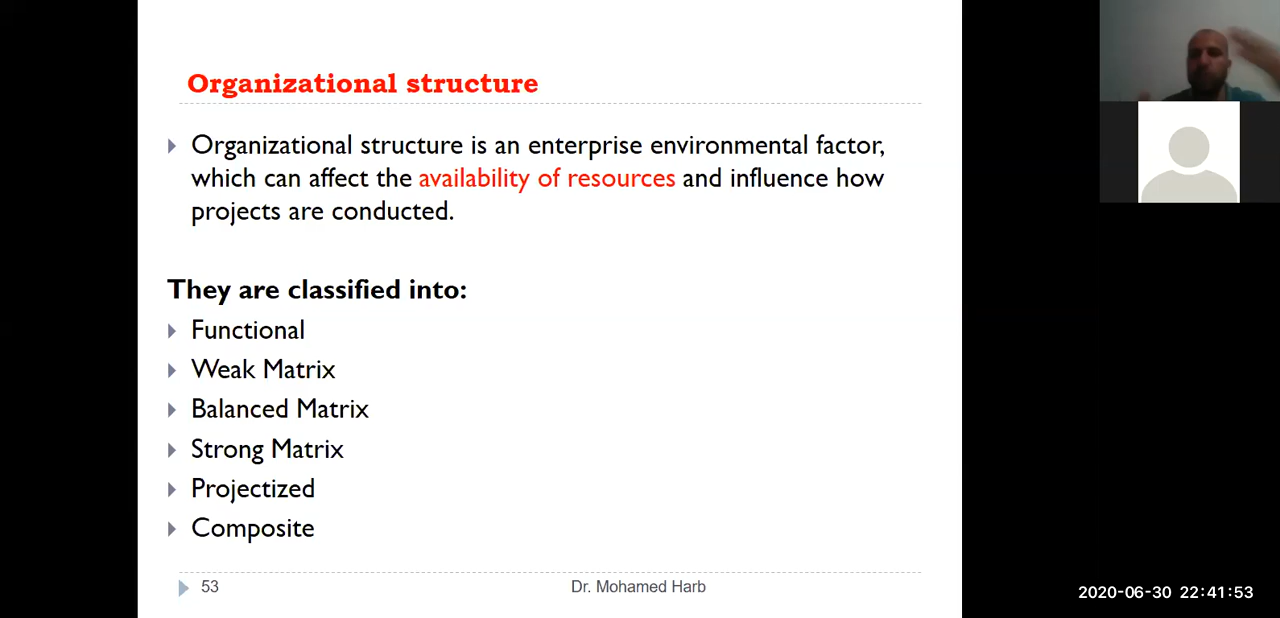 Organizational structure
Organizational structure is an enterprise environmental factor,
which can affect the availability of resources and influence how
projects are conducted.
They are classified into:
Functional
Weak Matrix
Balanced Matrix
Strong Matrix
Projectized
Composite
53
Dr. Mohamed Harb
2020-06-30 22:41:53